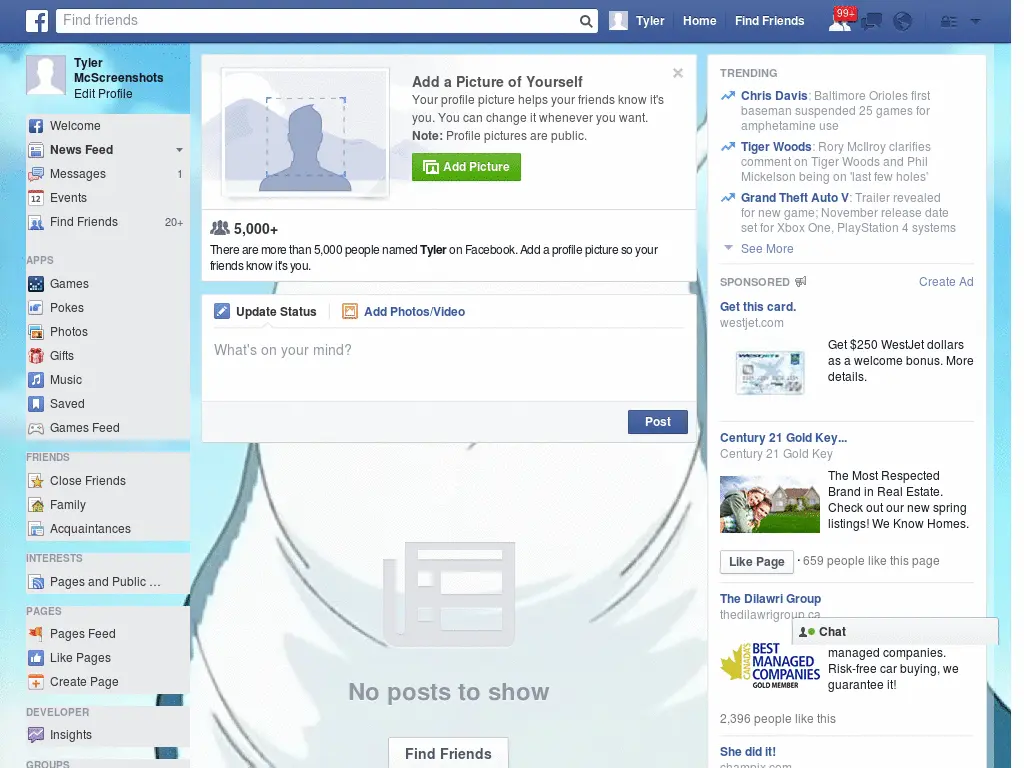 Find friends
Tyler
Home
Find Friends
99+
Tyler
McScreenshots
Edit Profile
Welcome
News Feed
Messages 1
Events
Find Friends 20+
APPS
Games
Pokes
Photos
Gifts
Music
Saved
Games Feed
FRIENDS
Close Friends
Family
Acquaintances
INTERESTS
Pages and Public ...
PAGES
Pages Feed
Like Pages
Create Page
DEVELOPER
Insights
GROUPS
Add a Picture of Yourself
Your profile picture helps your friends know it's
you. You can change it whenever you want.
Note: Profile pictures are public.
Add Picture
5,000+
There are more than 5,000 people named Tyler on Facebook. Add a profile picture so your
friends know it's you.
Update Status
Add Photos/Video
What's on your mind?
Post
No posts to show
Find Friends
TRENDING
Chris Davis: Baltimore Orioles first
baseman suspended 25 games for
amphetamine use
Tiger Woods: Rory McIlroy clarifies
comment on Tiger Woods and Phil
Mickelson being on 'last few holes'
Grand Theft Auto V: Trailer revealed
for new game; November release date
set for Xbox One, PlayStation 4 systems
See More
SPONSORED
Create Ad
Get this card.
westjet.com
WESTJET
Get $250 WestJet dollars
as a welcome bonus. More
details.
Century 21 Gold Key...
Century 21 Gold Key
The Most Respected
Brand in Real Estate.
Check out our new spring
listings! We Know Homes.
Like Page · 659 people like this page
The Dilawri Group
thedilawrigroup.ca
Chat
CANADA'S
BEST
MANAGED
COMPANIES
GOLD MEMBER
managed companies.
Risk-free car buying, we
guarantee it!
2,396 people like this
She did it!
champix.com